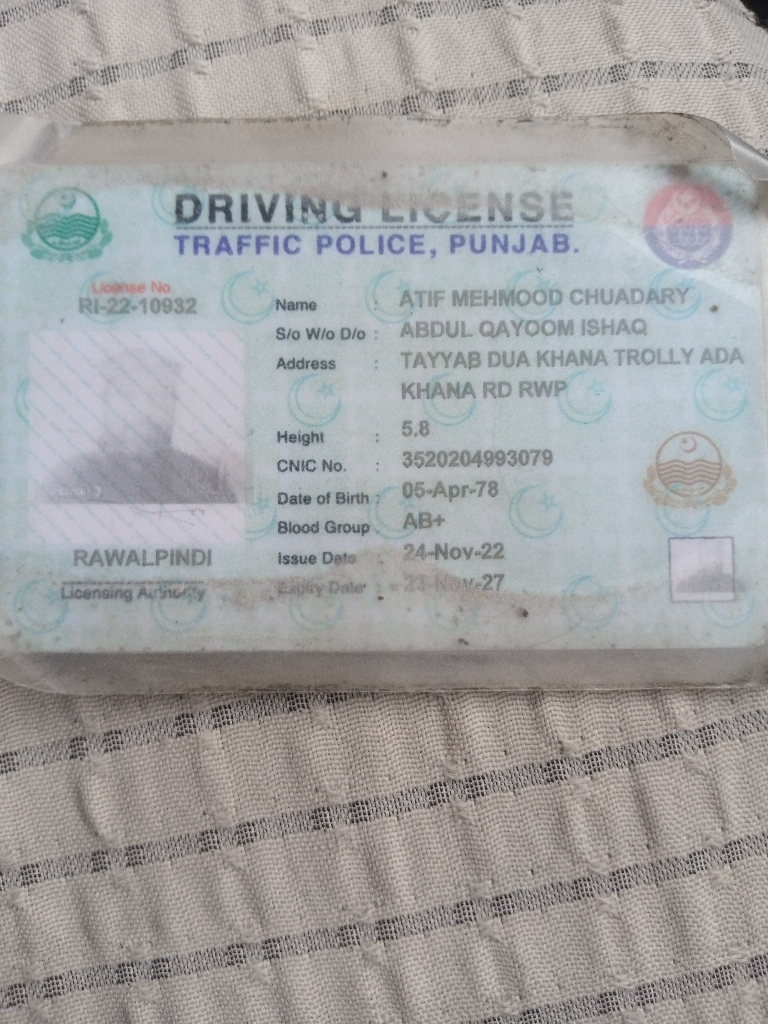 DRIVING LICENSE
TRAFFIC POLICE, PUNJAB.
License No
RI-22-10932
Name : ATIF MEHMOOD CHUADARY
S/o W/o D/o : ABDUL QAYOOM ISHAQ
Address : TAYYAB DUA KHANA TROLLY ADA
KHANA RD RWP
Height : 5.8
CNIC No. : 3520204993079
Date of Birth : 05-Apr-78
Blood Group : AB+
Issue Date : 24-Nov-22
Expiry Date : 23-Nov-27
RAWALPINDI
Licensing Authority